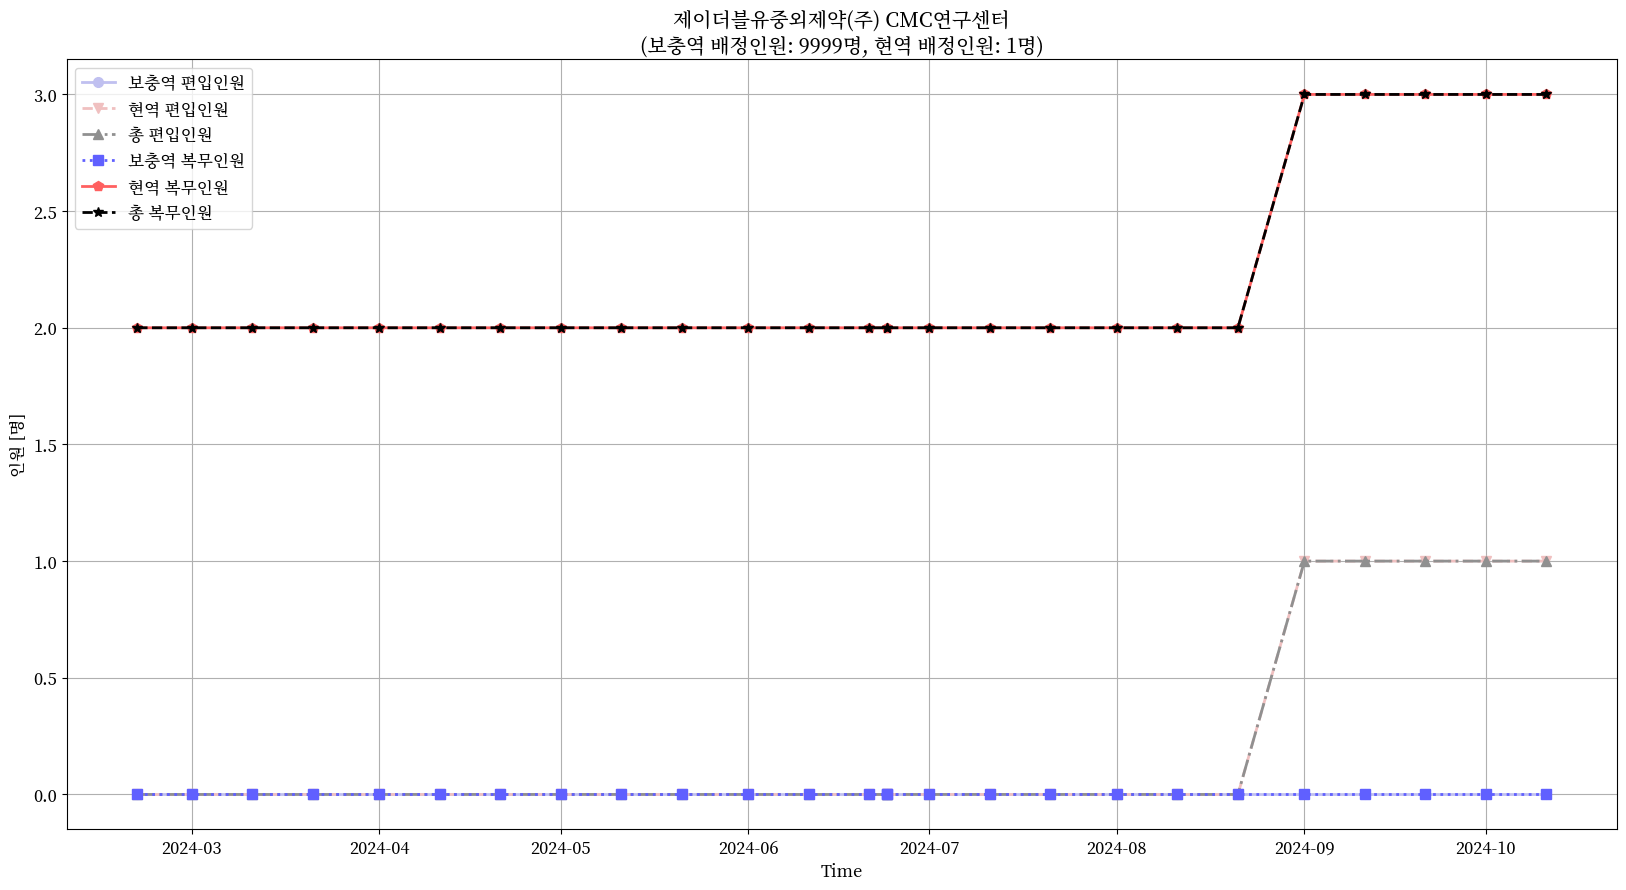 제이더블유중외제약(주) CMC연구센터
(보충역 배정인원: 9999명, 현역 배정인원: 1명)
보충역 편입인원
현역 편입인원
총 편입인원
보충역 복무인원
현역 복무인원
총 복무인원
3.0
2.5
2.0
1.5
1.0
0.5
0.0
인원 [명]
2024-03
2024-04
2024-05
2024-06
2024-07
2024-08
2024-09
2024-10
Time